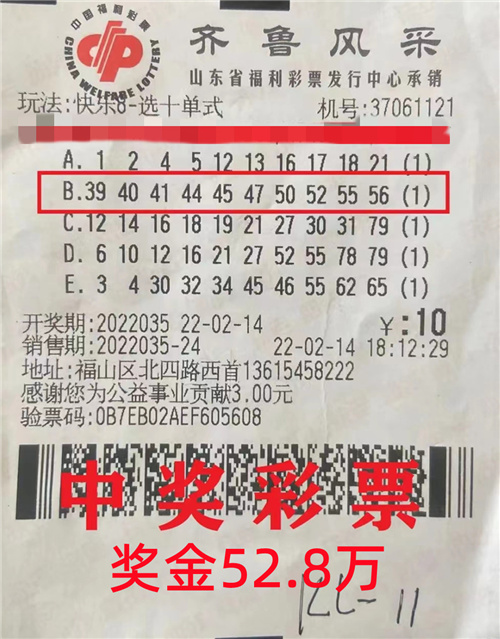 中国福利彩票
CHINA WELFARE LOTTERY
齐鲁风采
山东省福利彩票发行中心承销
玩法:快乐8-选十单式 机号:37061121
A. 1 2 4 5 12 13 16 17 18 21 (1)
B.39 40 41 44 45 47 50 52 55 56 (1)
C.12 14 16 18 19 21 27 30 31 79 (1)
D. 6 10 12 16 21 27 52 55 78 79 (1)
E. 3 4 30 32 34 45 46 55 62 65 (1)
开奖期:2022035 22-02-14 ¥:10
销售期:2022035-24 22-02-14 18:12:29
地址:福山区北四路西首13615458222
感谢您为公益事业贡献3.00元
验票码:0B7EB02AEF605608
中奖彩票
奖金52.8万